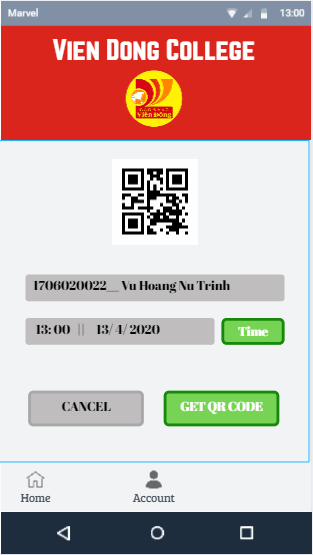 Marvel 13:00
VIEN DONG COLLEGE
Viễn Đông
1706020022__ Vu Hoang Nu Trinh
13: 00 || 13/ 4/ 2020 Time
CANCEL GET QR CODE
Home Account